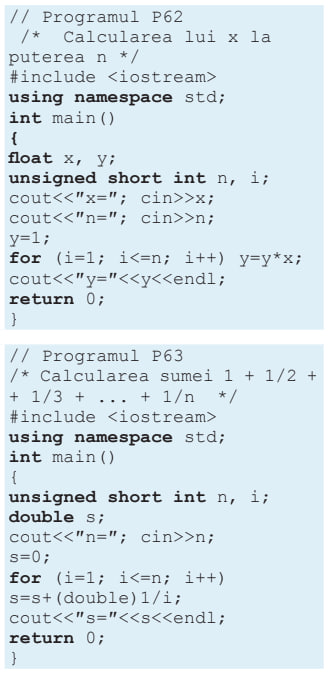 // Programul P62
/*  Calcularea lui x la
puterea n */
#include <iostream>
using namespace std;
int main()
{
float x, y;
unsigned short int n, i;
cout<<"x="; cin>>x;
cout<<"n="; cin>>n;
y=1;
for (i=1; i<=n; i++) y=y*x;
cout<<"y="<<y<<endl;
return 0;
}
// Programul P63
/* Calcularea sumei 1 + 1/2 +
+ 1/3 + ... + 1/n  */
#include <iostream>
using namespace std;
int main()
{
unsigned short int n, i;
double s;
cout<<"n="; cin>>n;
s=0;
for (i=1; i<=n; i++)
s=s+(double)1/i;
cout<<"s="<<s<<endl;
return 0;
}